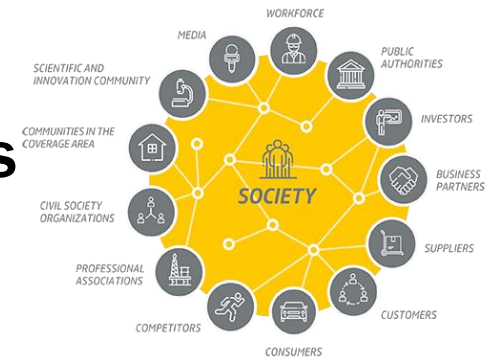 WORKFORCE
MEDIA
PUBLIC
AUTHORITIES
SCIENTIFIC AND
INNOVATION COMMUNITY
INVESTORS
COMMUNITIES IN THE
COVERAGE AREA
s
SOCIETY
BUSINESS
PARTNERS
CIVIL SOCIETY
ORGANIZATIONS
SUPPLIERS
PROFESSIONAL
ASSOCIATIONS
CUSTOMERS
COMPETITORS
CONSUMERS